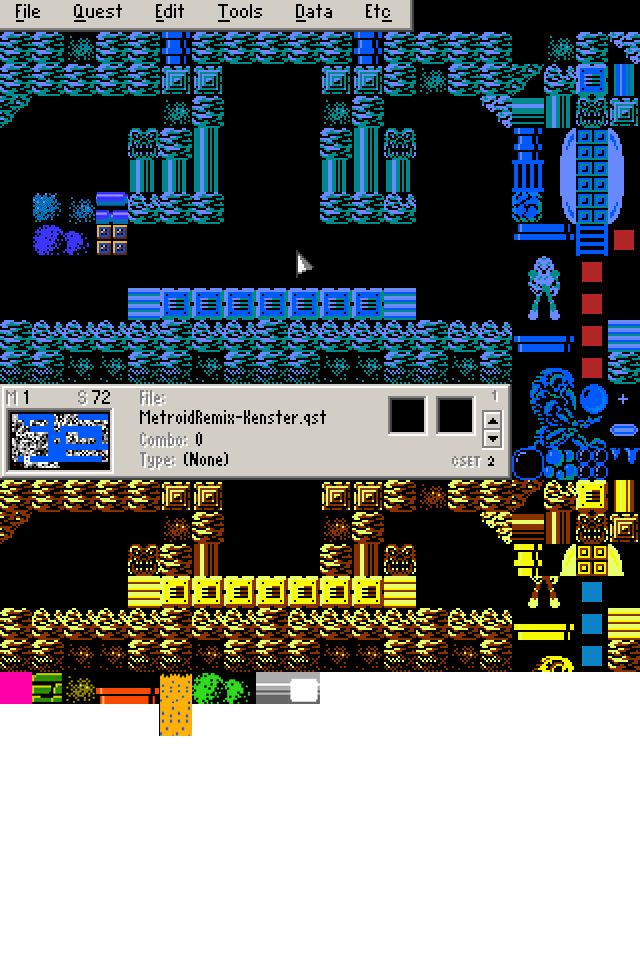 File Quest Edit Tools Data Etc
M 1 S 72
File:
MetroidRemix-Kenster.qst
Combo: 0
Type: (None)
1
CSET 2